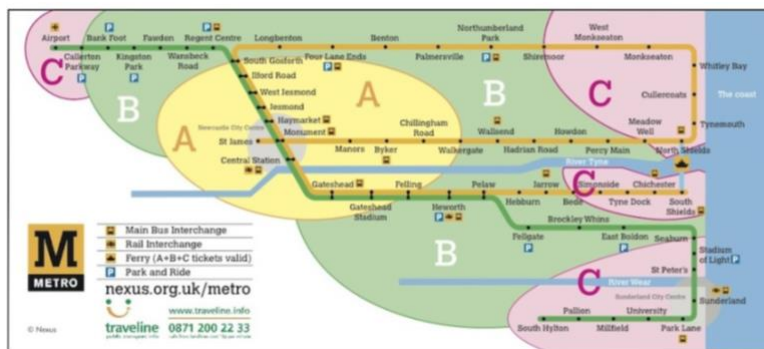 Airport
Bank Foot
Fawdon
Regent Centre
Longbenton
Benton
Northumberland
Park
West
Monkseaton
Callerton
Parkway
Kingston
Park
Wansbeck
Road
South Gosforth
Four Lane Ends
Palmersville
Shiremoor
Monkseaton
C
Ilford Road
Whitley Bay
West Jesmond
A
B
C
Cullercoats
The coast
B
Jesmond
Haymarket
Chillingham
Road
Wallsend
Howdon
Meadow
Well
Tynemouth
A
Newcastle City Centre
Monument
St James
Manors
Byker
Walkergate
Hadrian Road
Percy Main
North Shields
Central Station
River Tyne
Gateshead
Felling
Pelaw
Jarrow
C
Simonside
Chichester
Gateshead
Stadium
Heworth
Hebburn
Bede
Tyne Dock
South
Shields
Brockley Whins
B
Fellgate
East Boldon
Seaburn
Stadium
of Light
C
St Peter's
River Wear
Sunderland City Centre
Sunderland
Pallion
University
South Hylton
Millfield
Park Lane
M
METRO
Main Bus Interchange
Rail Interchange
Ferry (A+B+C tickets valid)
P Park and Ride
nexus.org.uk/metro
www.traveline.info
traveline
0871 200 22 33
© Nexus